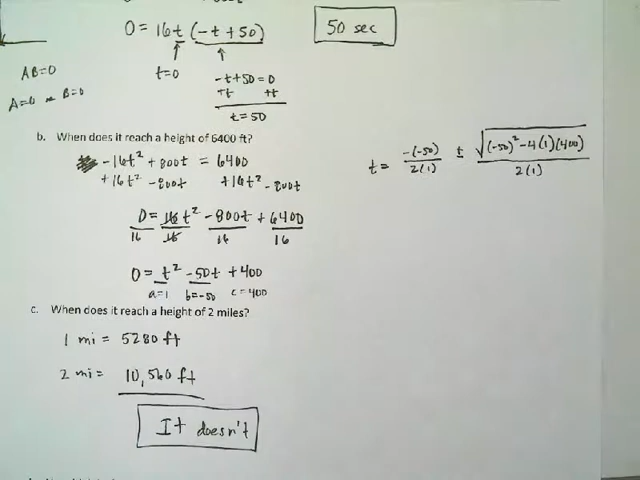 0 = 16t (-t + 50)
50 sec
AB=0
A=0 or B=0
t=0
-t+50 = 0
+t +t
t = 50
b. When does it reach a height of 6400 ft?
-16t² + 800t = 6400
+16t² -800t +16t² -800t
0 = 16t² - 800t + 6400
16 16 16 16
0 = t² - 50t + 400
a=1 b=-50 c=400
t = -(-50)/2(1) ± √(-50)² - 4(1)(400)/2(1)
c. When does it reach a height of 2 miles?
1 mi = 5280 ft
2 mi = 10,560 ft
It doesn't